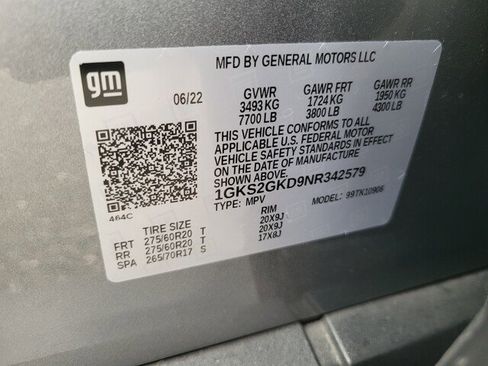 MFD BY GENERAL MOTORS LLC
gm
06/22
GVWR GAWR FRT GAWR RR
3493 KG 1724 KG 1950 KG
7700 LB 3800 LB 4300 LB
THIS VEHICLE CONFORMS TO ALL
APPLICABLE U.S. FEDERAL MOTOR
VEHICLE SAFETY STANDARDS IN EFFECT
ON THE DATE OF MANUFACTURE
SHOWN ABOVE.
1GKS2GKD9NR342579
TYPE: MPV MODEL: 99TK10906
464C
TIRE SIZE RIM
FRT 275/60R20 T 20X9J
RR 275/60R20 T 20X9J
SPA 265/70R17 S 17X8J